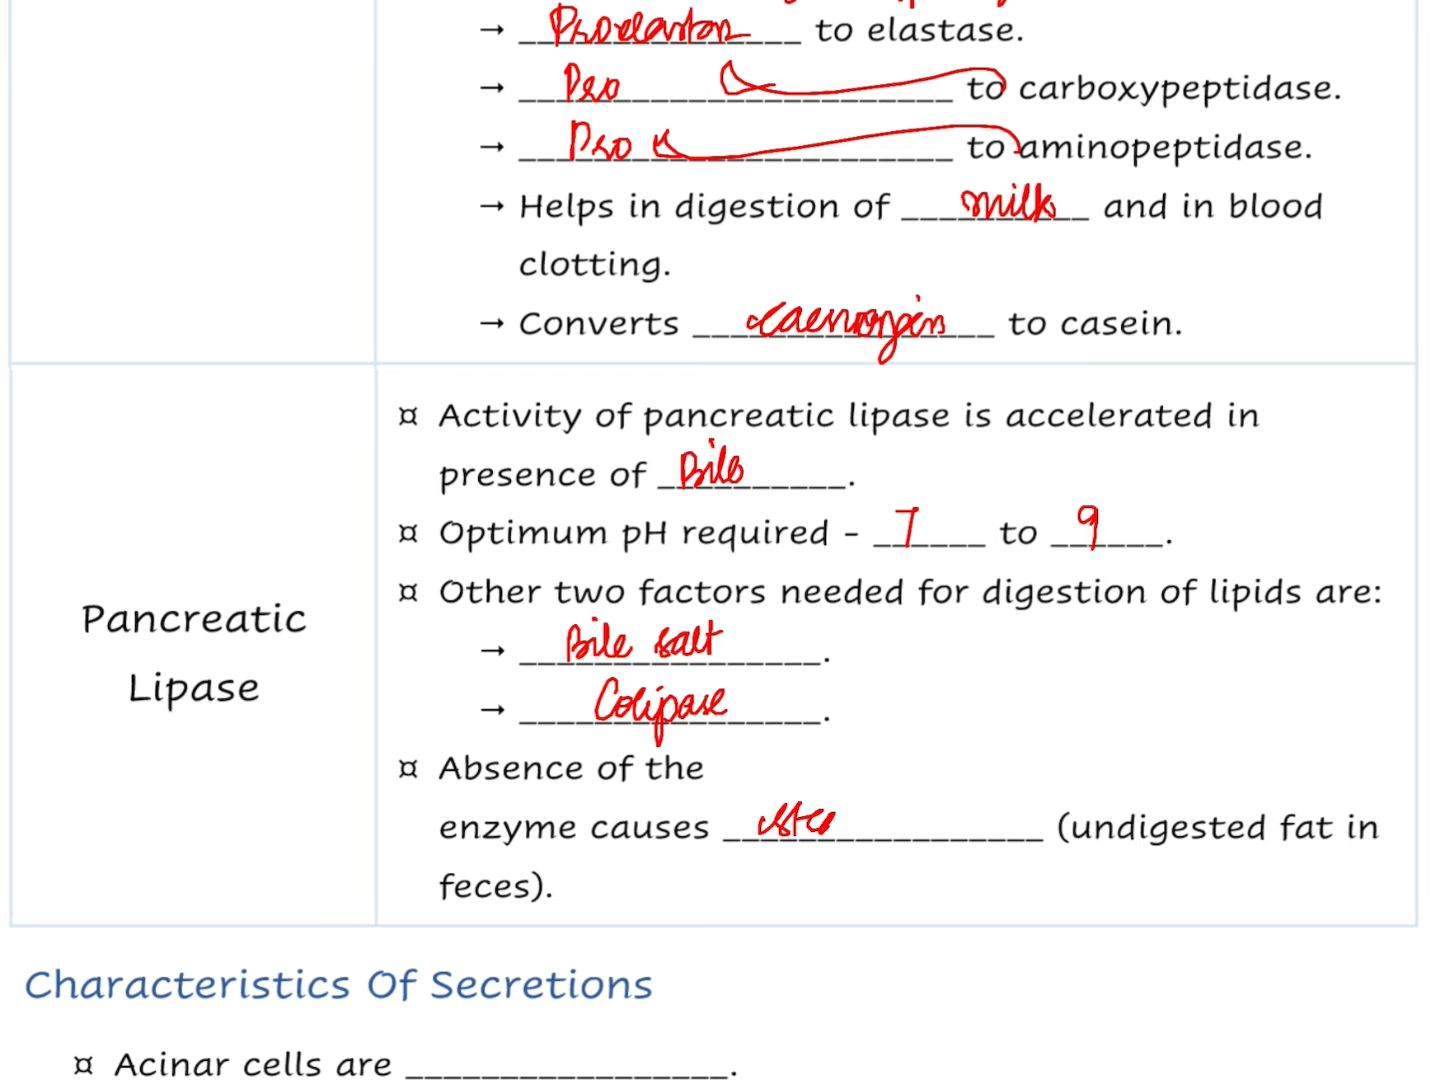 → Proelastase to elastase.
→ Pro to carboxypeptidase.
→ Pro to aminopeptidase.
→ Helps in digestion of milk and in blood
clotting.
→ Converts to casein.
¤ Activity of pancreatic lipase is accelerated in
presence of Bile.
¤ Optimum pH required - 7 to 9.
¤ Other two factors needed for digestion of lipids are:
Pancreatic
Lipase
→ Bile salt.
→ Colipase.
¤ Absence of the
enzyme causes (undigested fat in
feces).
Characteristics Of Secretions
¤ Acinar cells are _________________.